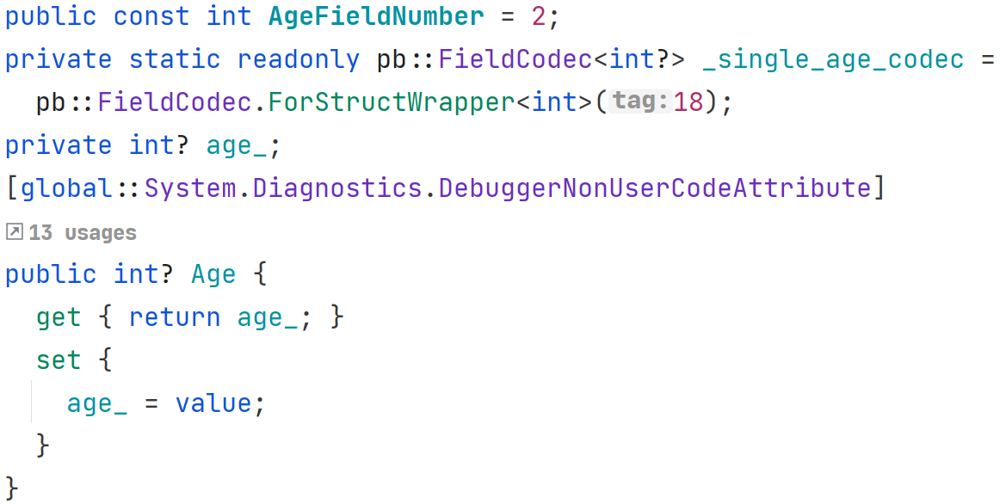 public const int AgeFieldNumber = 2;
private static readonly pb::FieldCodec<int?> _single_age_codec =
  pb::FieldCodec.ForStructWrapper<int>(tag:18);
private int? age_;
[global::System.Diagnostics.DebuggerNonUserCodeAttribute]
13 usages
public int? Age {
  get { return age_; }
  set {
    age_ = value;
  }
}